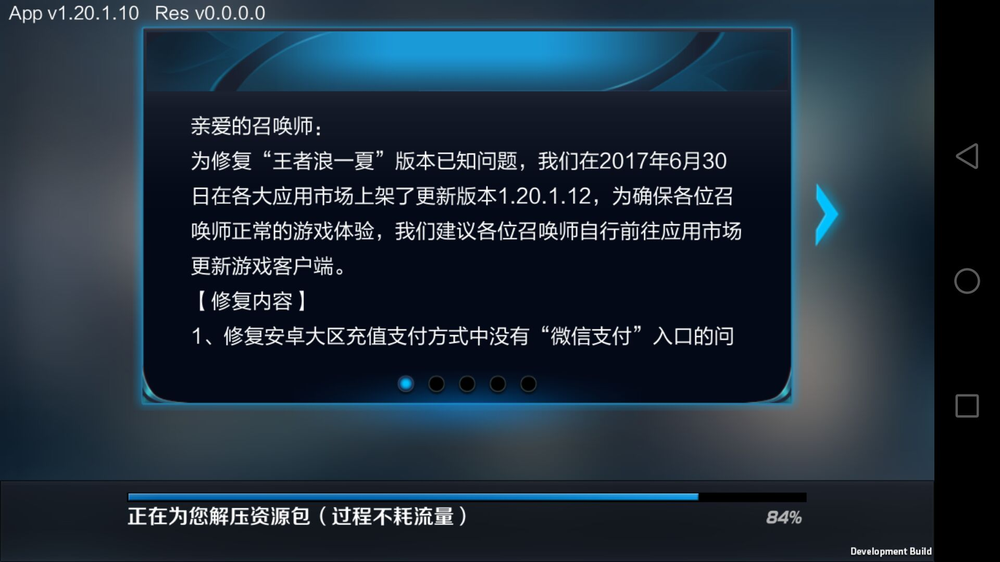 App v1.20.1.10 Res v0.0.0.0
亲爱的召唤师：
为修复“王者浪一夏”版本已知问题，我们在2017年6月30
日在各大应用市场上架了更新版本1.20.1.12，为确保各位召
唤师正常的游戏体验，我们建议各位召唤师自行前往应用市场
更新游戏客户端。
【修复内容】
1、修复安卓大区充值支付方式中没有“微信支付”入口的问
正在为您解压资源包（过程不耗流量）
84%
Development Build